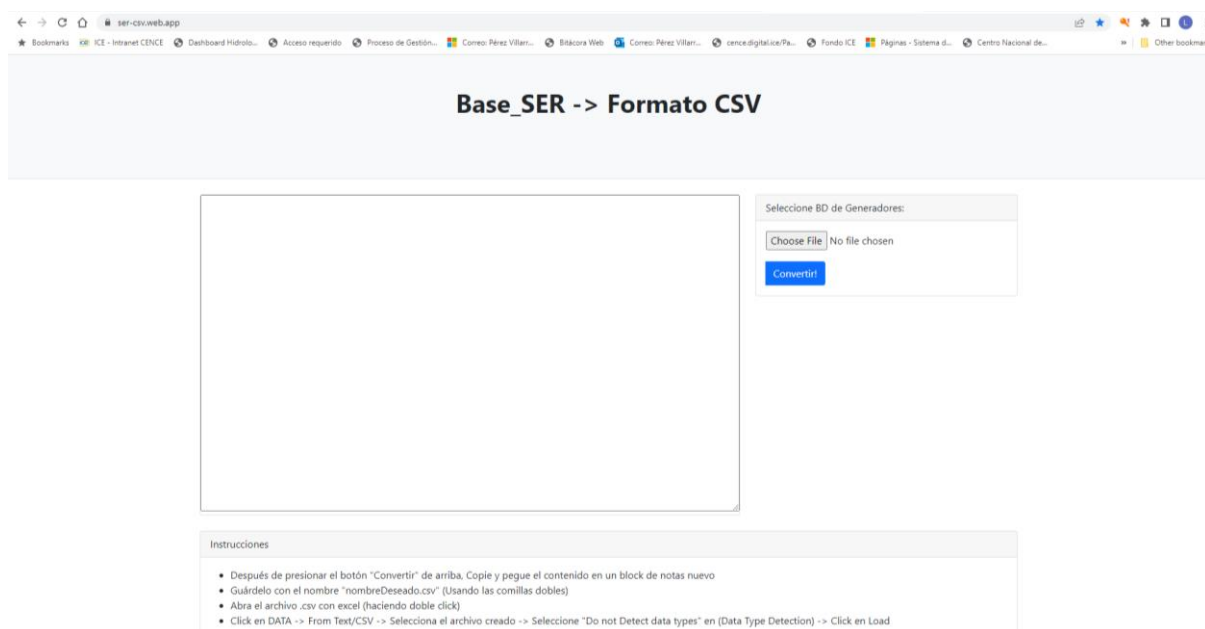 ser-csv.web.app
L
Bookmarks ICE - Intranet CENCE Dashboard Hidrolo... Acceso requerido Proceso de Gestión... Correo: Pérez Villarr... Bitácora Web Correo: Pérez Villarr... cence.digital.ice/Pa... Fondo ICE Páginas - Sistema d... Centro Nacional de... » Other bookmar
Base_SER -> Formato CSV
Seleccione BD de Generadores:
Choose File No file chosen
Convertir!
Instrucciones
• Después de presionar el botón "Convertir" de arriba, Copie y pegue el contenido en un block de notas nuevo
• Guárdelo con el nombre "nombreDeseado.csv" (Usando las comillas dobles)
• Abra el archivo .csv con excel (haciendo doble click)
• Click en DATA -> From Text/CSV -> Selecciona el archivo creado -> Seleccione "Do not Detect data types" en (Data Type Detection) -> Click en Load